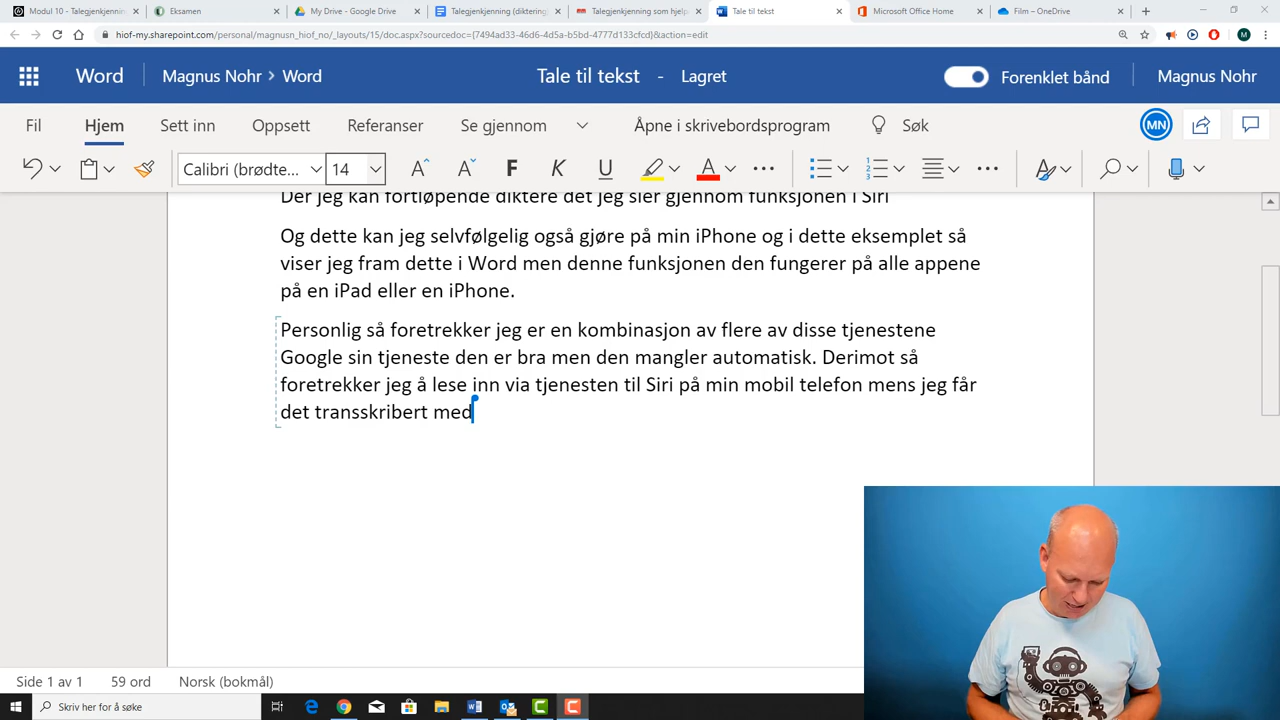 Modul 10 - Talegjenkjenning
Eksamen
My Drive - Google Drive
Talegjenkjenning (diktering)
Talegjenkjenning som hjelp
Tale til tekst
Microsoft Office Home
Film – OneDrive
hiof-my.sharepoint.com/personal/magnusn_hiof_no/_layouts/15/doc.aspx?sourcedoc={7494ad33-46d6-4d5a-b5bd-4777d133cfcd}&action=edit
M
Word Magnus Nohr > Word Tale til tekst - Lagret Forenklet bånd Magnus Nohr
Fil Hjem Sett inn Oppsett Referanser Se gjennom Åpne i skrivebordsprogram Søk MN
Calibri (brødte... 14 A A F K U A
Der jeg kan fortløpende diktere det jeg sier gjennom funksjonen i Siri
Og dette kan jeg selvfølgelig også gjøre på min iPhone og i dette eksemplet så
viser jeg fram dette i Word men denne funksjonen den fungerer på alle appene
på en iPad eller en iPhone.
Personlig så foretrekker jeg er en kombinasjon av flere av disse tjenestene
Google sin tjeneste den er bra men den mangler automatisk. Derimot så
foretrekker jeg å lese inn via tjenesten til Siri på min mobil telefon mens jeg får
det transskribert med
Side 1 av 1 59 ord Norsk (bokmål)
Skriv her for å søke